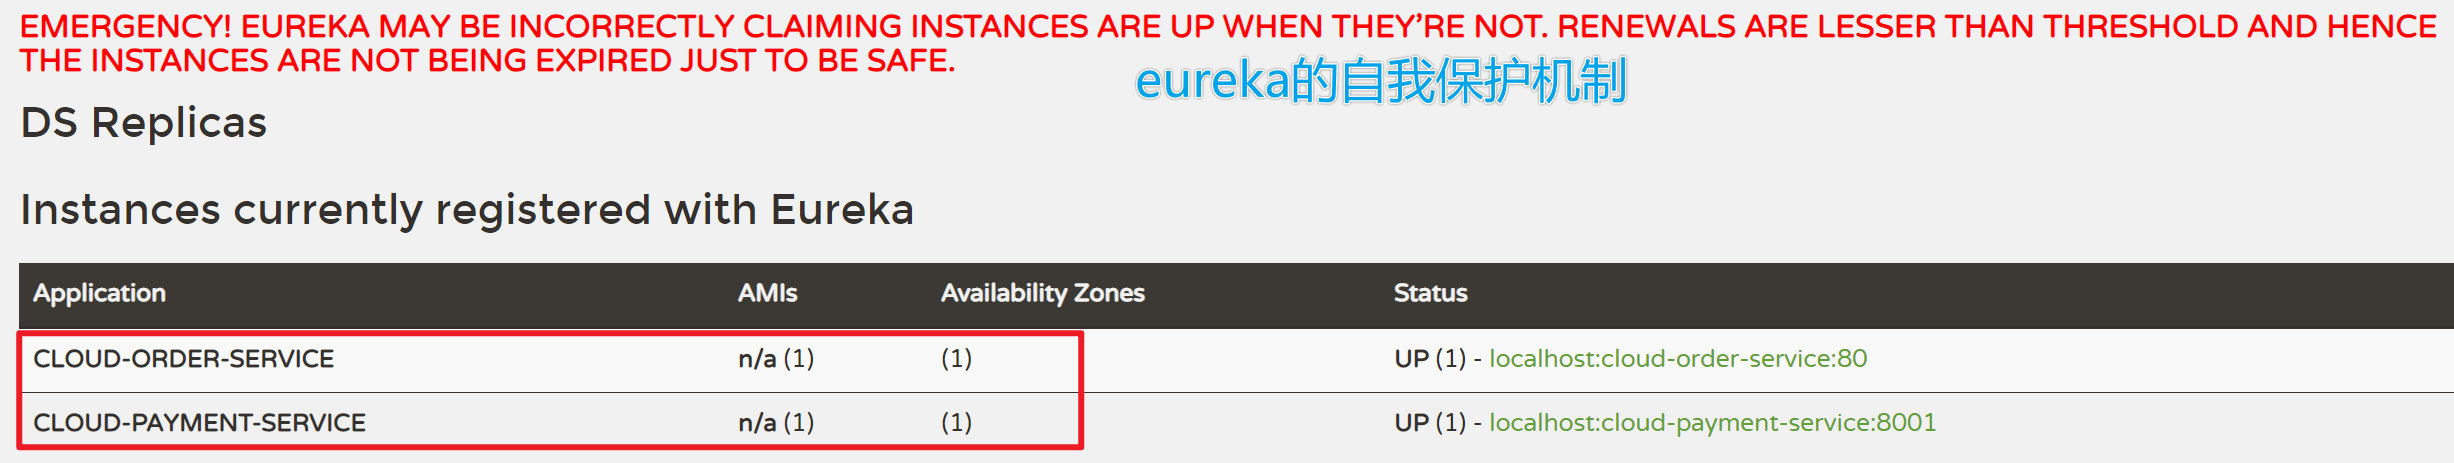 EMERGENCY! EUREKA MAY BE INCORRECTLY CLAIMING INSTANCES ARE UP WHEN THEY’RE NOT. RENEWALS ARE LESSER THAN THRESHOLD AND HENCE
THE INSTANCES ARE NOT BEING EXPIRED JUST TO BE SAFE.
eureka的自我保护机制
DS Replicas
Instances currently registered with Eureka
Application AMIs Availability Zones Status
CLOUD-ORDER-SERVICE n/a (1) (1) UP (1) - localhost:cloud-order-service:80
CLOUD-PAYMENT-SERVICE n/a (1) (1) UP (1) - localhost:cloud-payment-service:8001